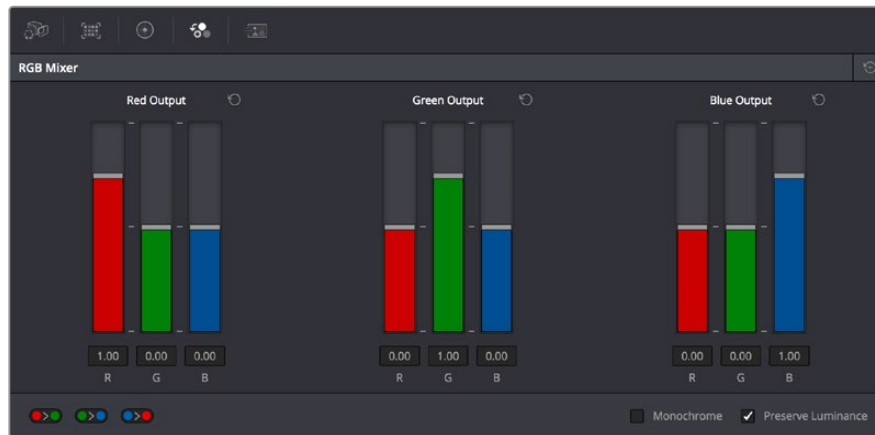 RGB Mixer
Red Output
Green Output
Blue Output
1.00 0.00 0.00
R G B
0.00 1.00 0.00
R G B
0.00 0.00 1.00
R G B
Monochrome
Preserve Luminance